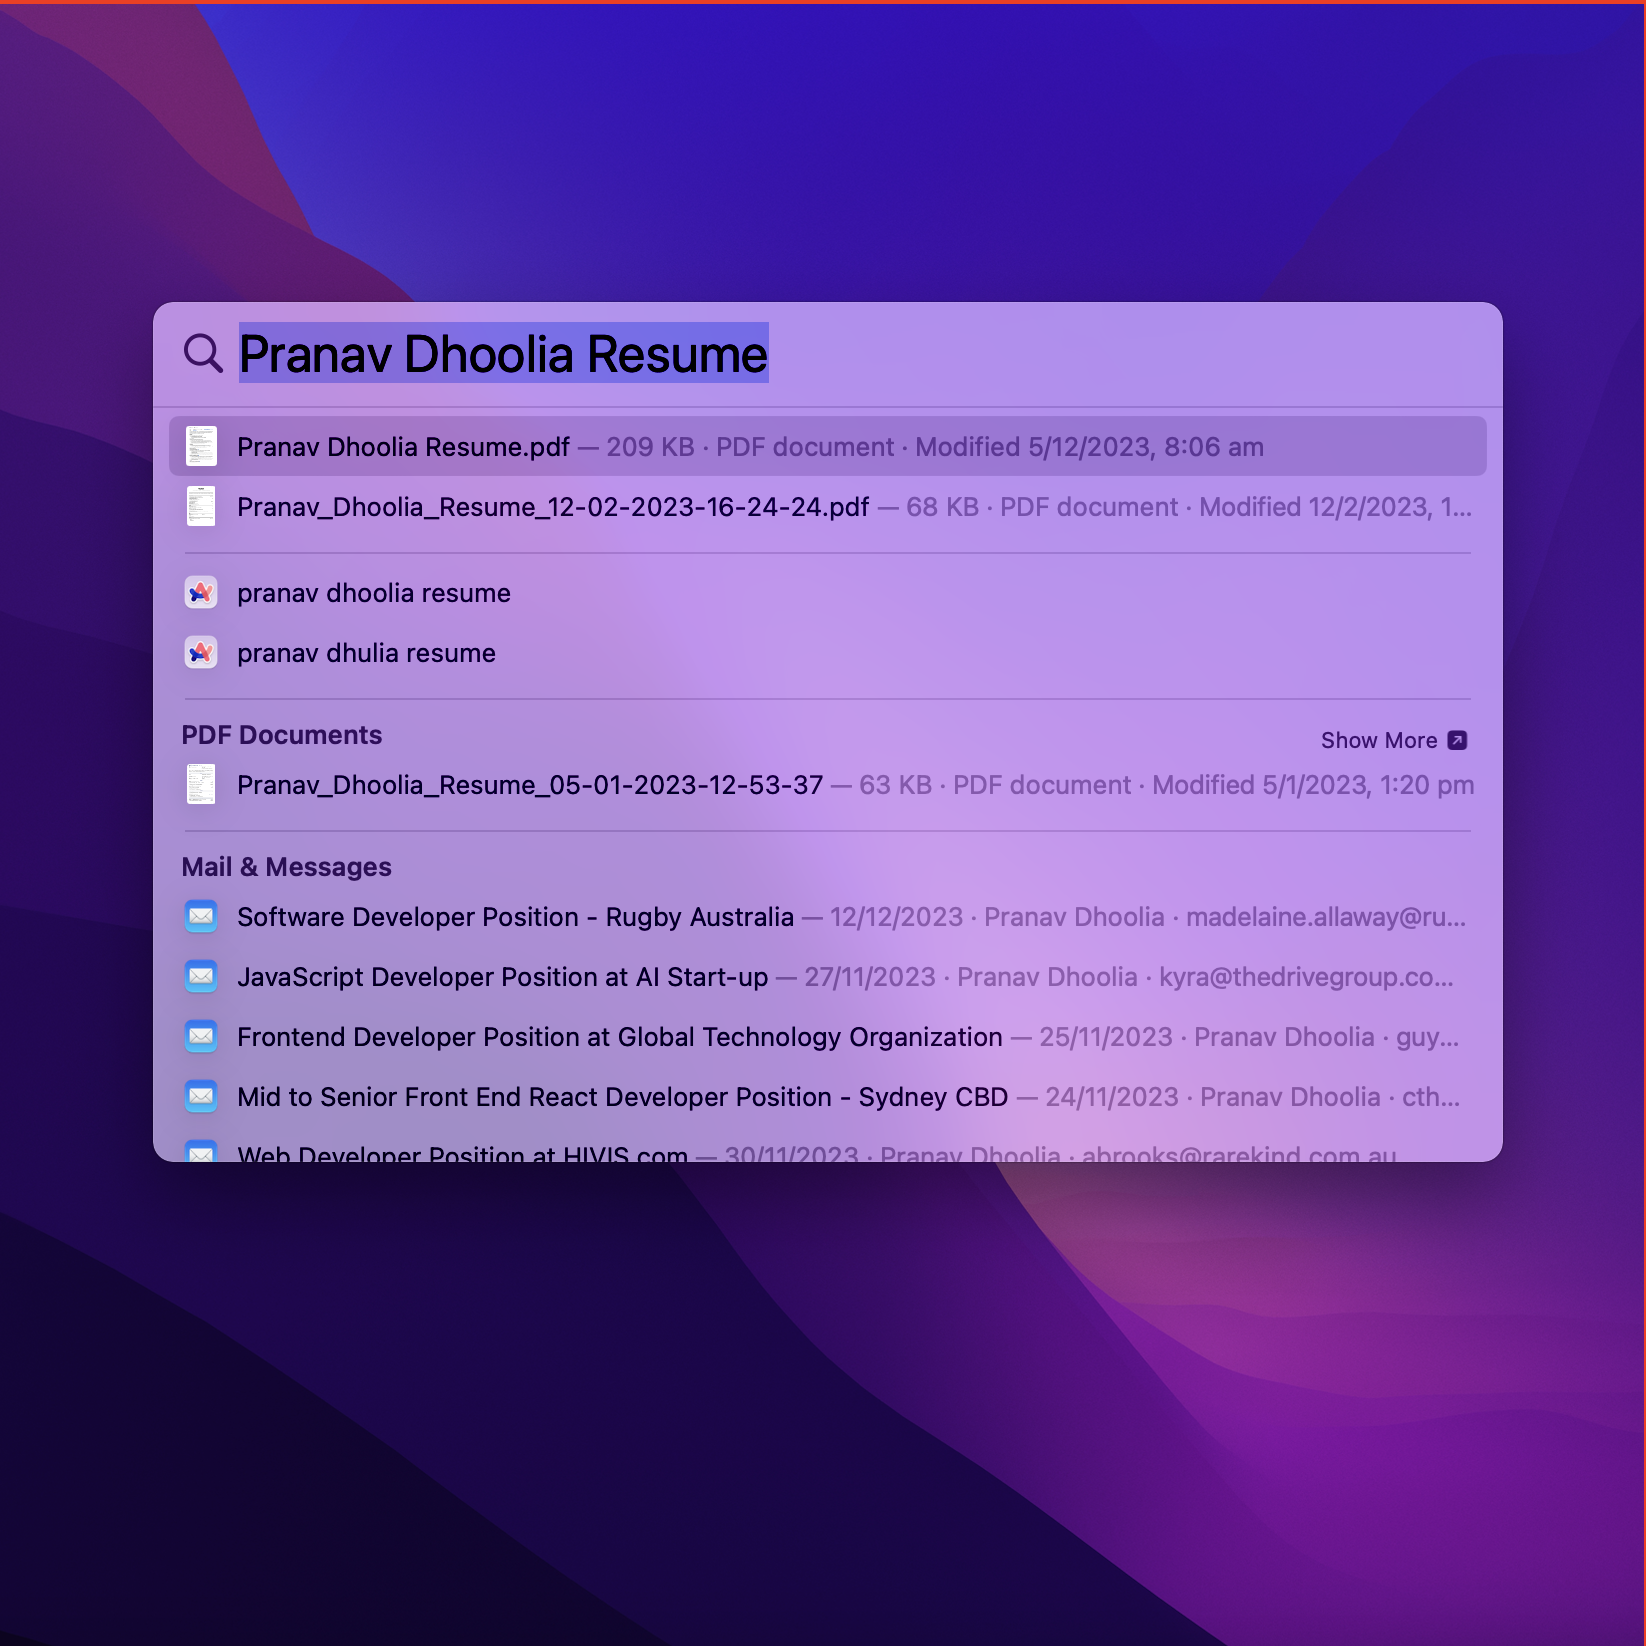 Pranav Dhoolia Resume
Pranav Dhoolia Resume.pdf — 209 KB · PDF document · Modified 5/12/2023, 8:06 am
Pranav_Dhoolia_Resume_12-02-2023-16-24-24.pdf — 68 KB · PDF document · Modified 12/2/2023, 1...
pranav dhoolia resume
pranav dhulia resume
PDF Documents
Show More
Pranav_Dhoolia_Resume_05-01-2023-12-53-37 — 63 KB · PDF document · Modified 5/1/2023, 1:20 pm
Mail & Messages
Software Developer Position - Rugby Australia — 12/12/2023 · Pranav Dhoolia · madelaine.allaway@ru...
JavaScript Developer Position at AI Start-up — 27/11/2023 · Pranav Dhoolia · kyra@thedrivegroup.co...
Frontend Developer Position at Global Technology Organization — 25/11/2023 · Pranav Dhoolia · guy...
Mid to Senior Front End React Developer Position - Sydney CBD — 24/11/2023 · Pranav Dhoolia · cth...
Web Developer Position at HIVIS.com — 30/11/2023 · Pranav Dhoolia · abrooks@rarekind.com.au